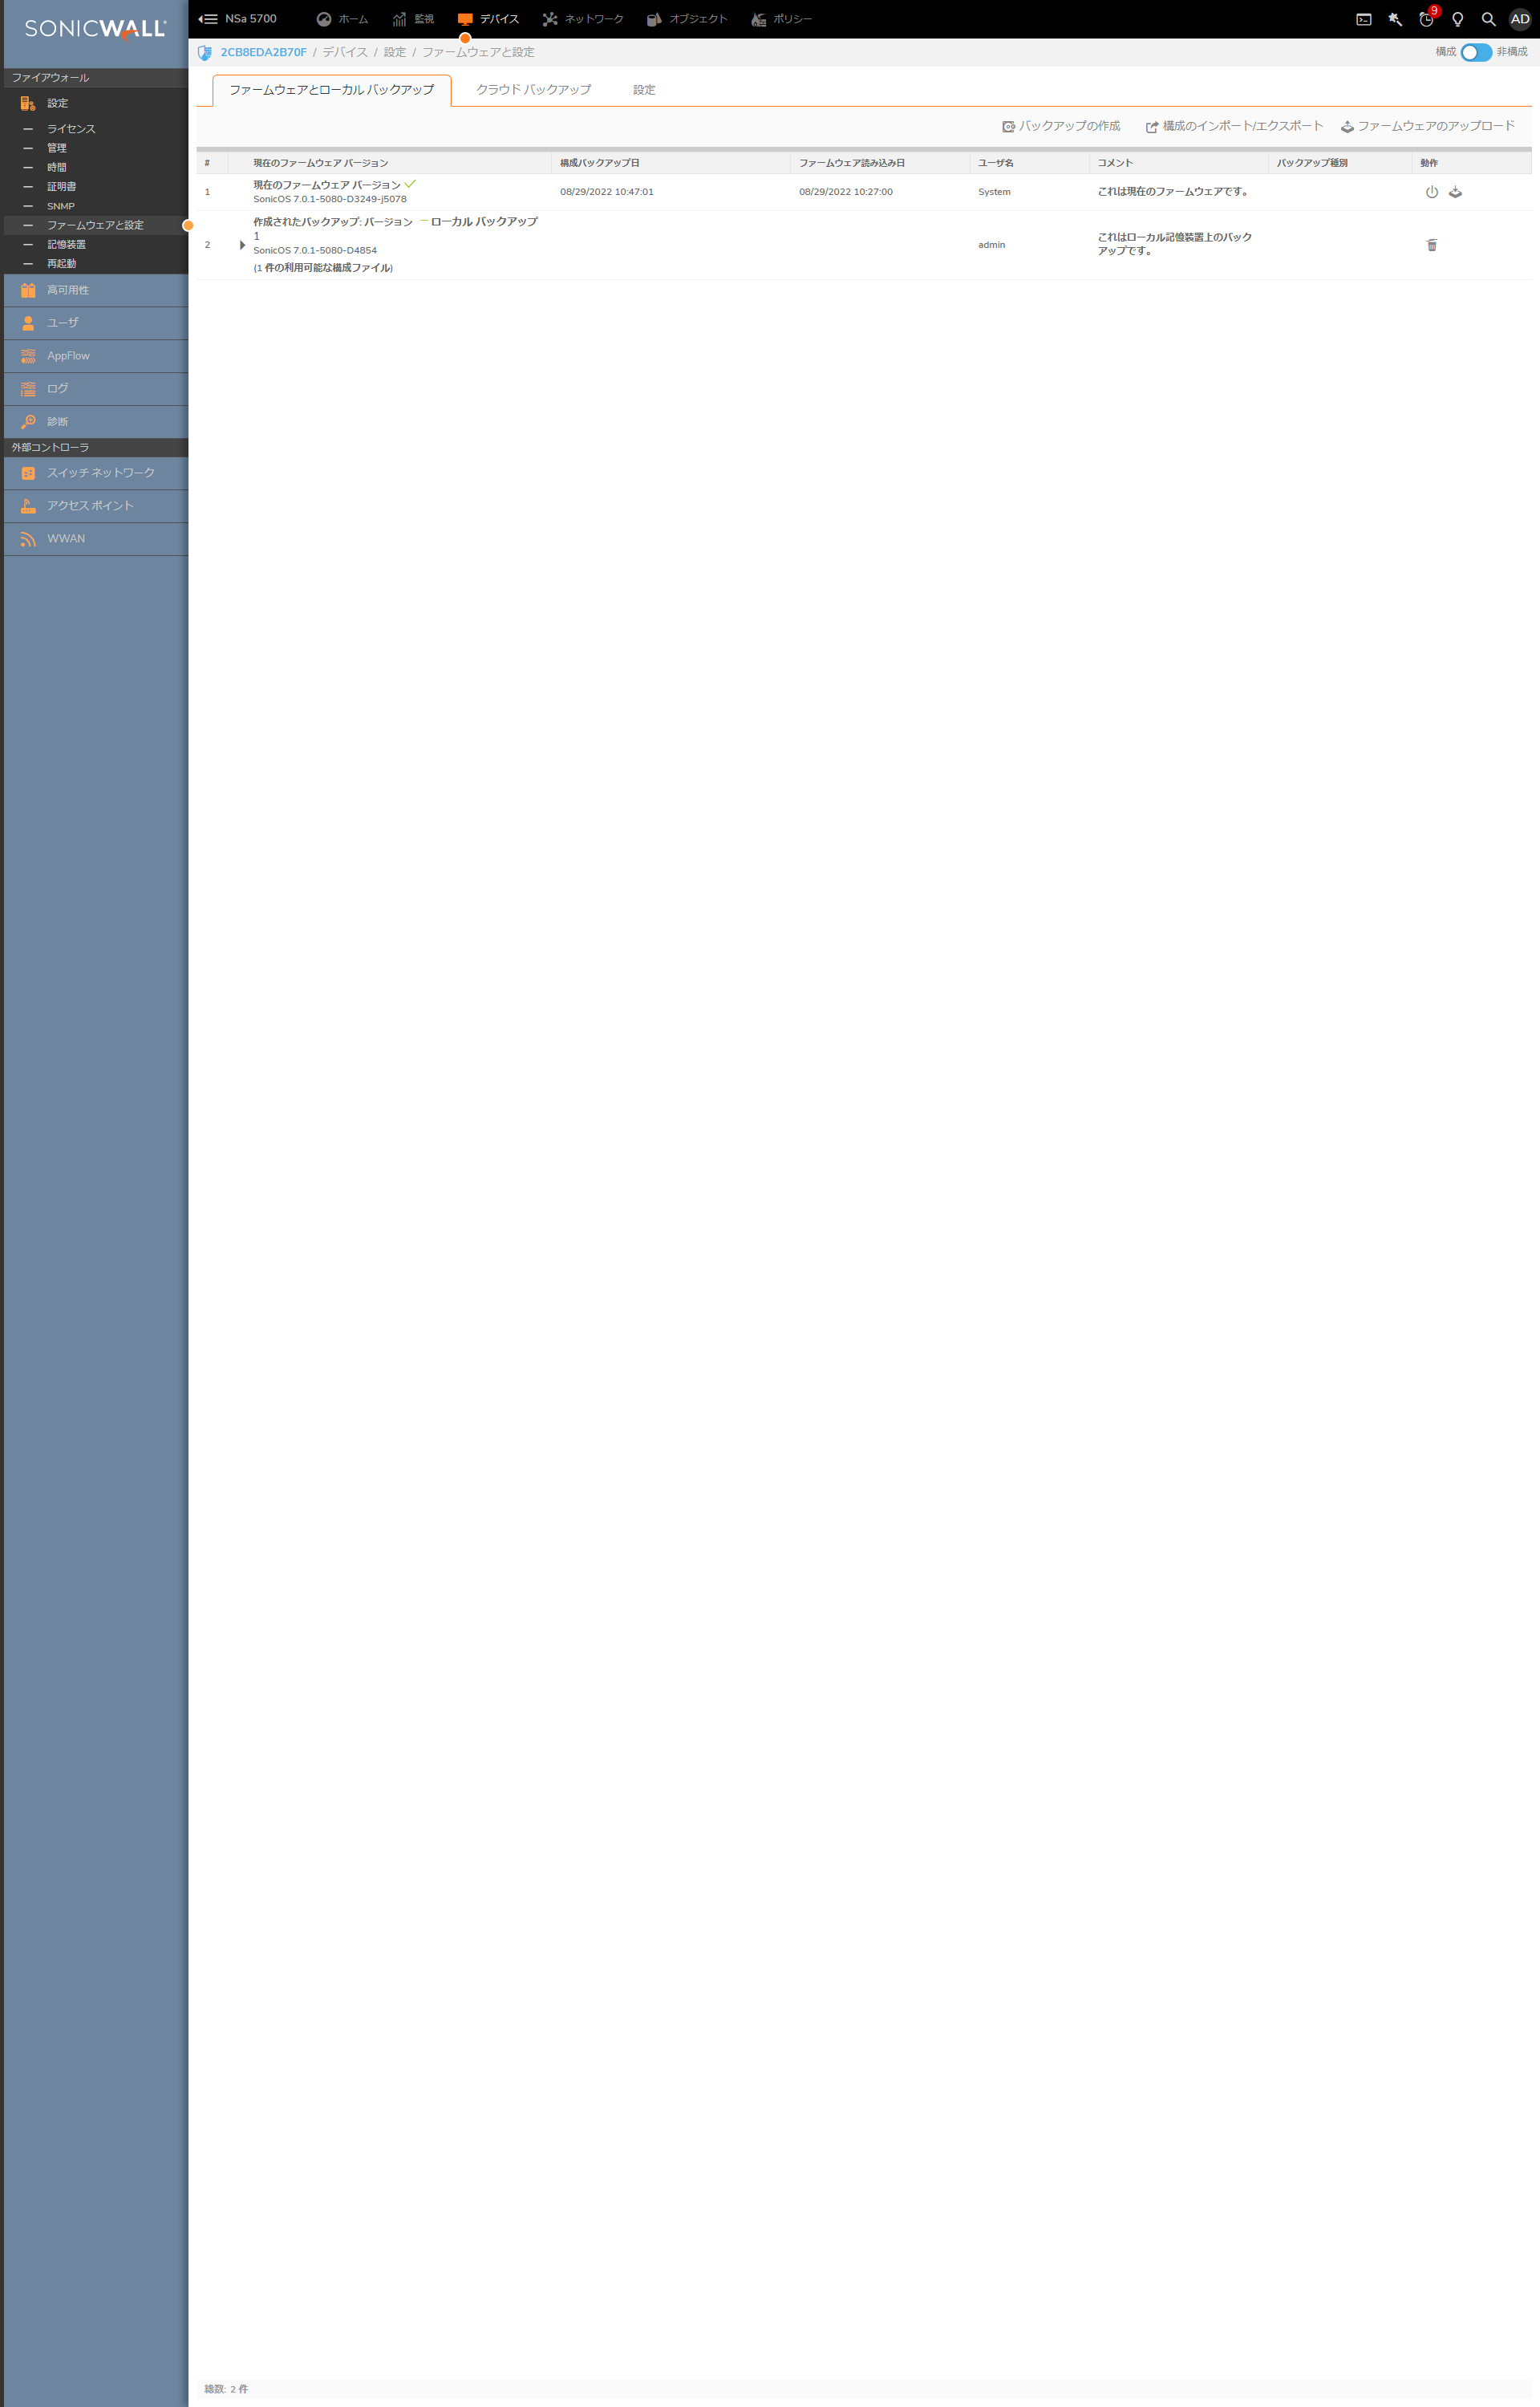 SONICWALL
NSa 5700
ホーム
監視
デバイス
ネットワーク
オブジェクト
ポリシー
9
AD
2CB8EDA2B70F / デバイス / 設定 / ファームウェアと設定
構成
非構成
ファイアウォール
設定
ライセンス
管理
時間
証明書
SNMP
ファームウェアと設定
記憶装置
再起動
高可用性
ユーザ
AppFlow
ログ
診断
外部コントローラ
スイッチ ネットワーク
アクセス ポイント
WWAN
ファームウェアとローカル バックアップ
クラウド バックアップ
設定
バックアップの作成
構成のインポート/エクスポート
ファームウェアのアップロード
# 現在のファームウェア バージョン 構成バックアップ日 ファームウェア読み込み日 ユーザ名 コメント バックアップ種別 動作
1 現在のファームウェア バージョン
SonicOS 7.0.1-5080-D3249-j5078
08/29/2022 10:47:01
08/29/2022 10:27:00
System
これは現在のファームウェアです。
2 作成されたバックアップ: バージョン – ローカル バックアップ
1
SonicOS 7.0.1-5080-D4854
(1 件の利用可能な構成ファイル)
admin
これはローカル記憶装置上のバック
アップです。
総数: 2 件